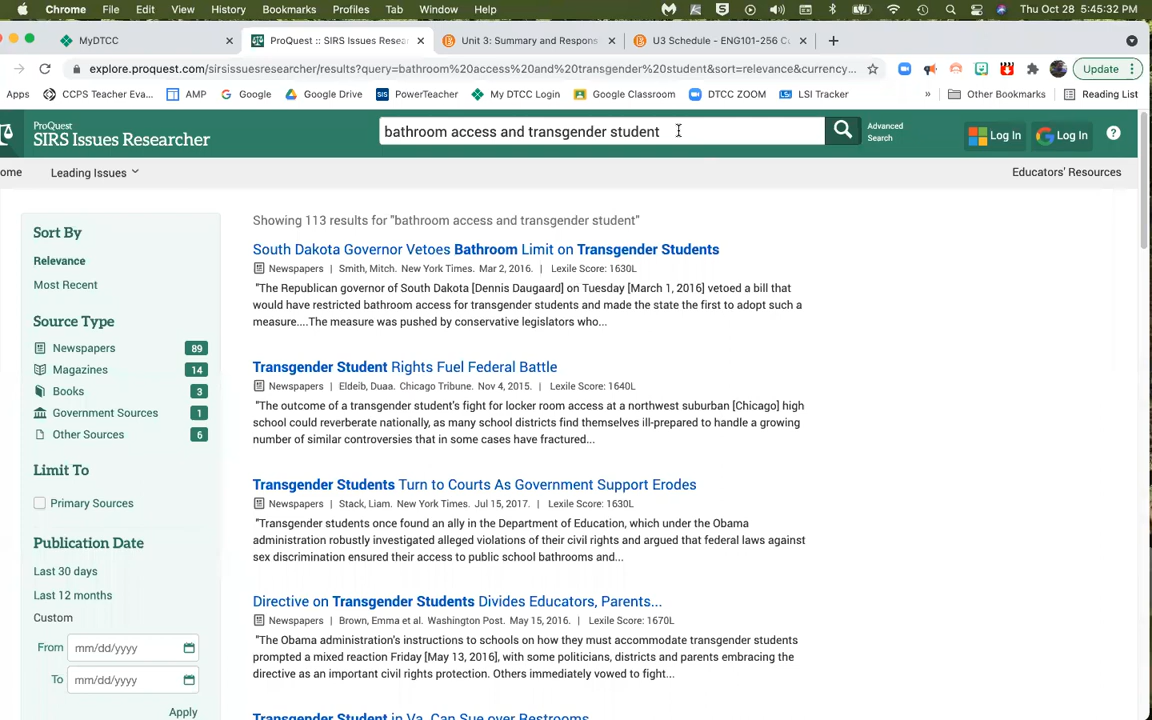 Chrome File Edit View History Bookmarks Profiles Tab Window Help Thu Oct 28 5:45:32 PM
MyDTCC ProQuest :: SIRS Issues Resear Unit 3: Summary and Respons U3 Schedule - ENG101-256 Cu
explore.proquest.com/sirsissuesresearcher/results?query=bathroom%20access%20and%20transgender%20student&sort=relevance&currency... Update
Apps CCPS Teacher Eva... AMP Google Google Drive PowerTeacher My DTCC Login Google Classroom DTCC ZOOM LSI Tracker » Other Bookmarks Reading List
ProQuest
SIRS Issues Researcher
bathroom access and transgender student
Advanced
Search
Log In
Log In
ome Leading Issues Educators' Resources
Sort By
Relevance
Most Recent
Source Type
Newspapers 89
Magazines 14
Books 3
Government Sources 1
Other Sources 6
Limit To
Primary Sources
Publication Date
Last 30 days
Last 12 months
Custom
From mm/dd/yyyy
To mm/dd/yyyy
Apply
Showing 113 results for "bathroom access and transgender student"
South Dakota Governor Vetoes Bathroom Limit on Transgender Students
Newspapers | Smith, Mitch. New York Times. Mar 2, 2016. | Lexile Score: 1630L
"The Republican governor of South Dakota [Dennis Daugaard] on Tuesday [March 1, 2016] vetoed a bill that
would have restricted bathroom access for transgender students and made the state the first to adopt such a
measure....The measure was pushed by conservative legislators who...
Transgender Student Rights Fuel Federal Battle
Newspapers | Eldeib, Duaa. Chicago Tribune. Nov 4, 2015. | Lexile Score: 1640L
"The outcome of a transgender student's fight for locker room access at a northwest suburban [Chicago] high
school could reverberate nationally, as many school districts find themselves ill-prepared to handle a growing
number of similar controversies that in some cases have fractured...
Transgender Students Turn to Courts As Government Support Erodes
Newspapers | Stack, Liam. New York Times. Jul 15, 2017. | Lexile Score: 1630L
"Transgender students once found an ally in the Department of Education, which under the Obama
administration robustly investigated alleged violations of their civil rights and argued that federal laws against
sex discrimination ensured their access to public school bathrooms and...
Directive on Transgender Students Divides Educators, Parents...
Newspapers | Brown, Emma et al. Washington Post. May 15, 2016. | Lexile Score: 1670L
"The Obama administration's instructions to schools on how they must accommodate transgender students
prompted a mixed reaction Friday [May 13, 2016], with some politicians, districts and parents embracing the
directive as an important civil rights protection. Others immediately vowed to fight...
Transgender Student in Va. Can Sue over Restrooms